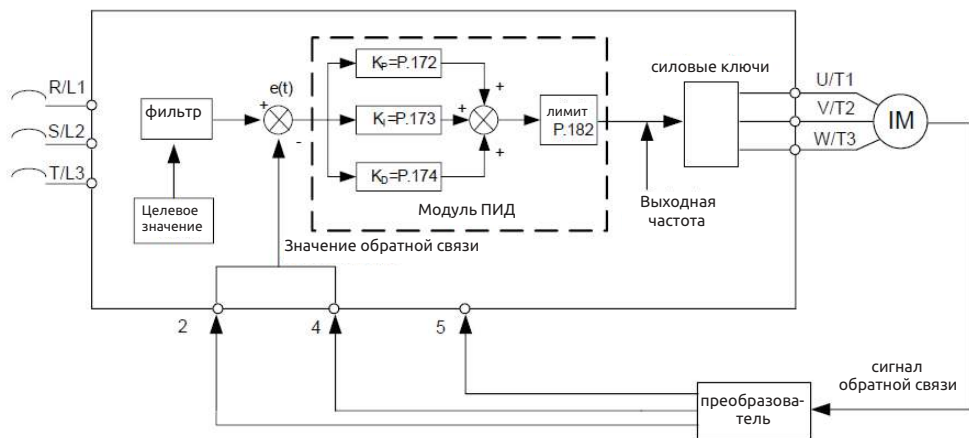 R/L1
S/L2
T/L3
фильтр
Целевое
значение
e(t)
+
-
KP=P.172
KI=P.173
KD=P.174
+
+
+
лимит
P.182
Модуль ПИД
силовые ключи
Выходная
частота
U/T1
V/T2
W/T3
IM
Значение обратной связи
2
4
5
сигнал
обратной связи
преобразова-
тель